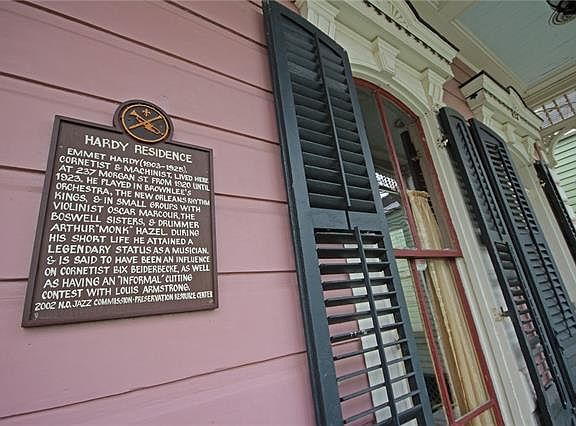 HARDY RESIDENCE
EMMET HARDY (1903-1925),
CORNETIST & MACHINIST, LIVED HERE
AT 237 MORGAN ST FROM 1920 UNTIL
1923. HE PLAYED IN BROWNLEE'S
ORCHESTRA, THE NEW ORLEANS RHYTHM
KINGS, & IN SMALL GROUPS WITH
VIOLINIST OSCAR MARCOUR, THE
BOSWELL SISTERS, & DRUMMER
ARTHUR "MONK" HAZEL. DURING
HIS SHORT LIFE HE ATTAINED A
LEGENDARY STATUS AS A MUSICIAN,
& IS SAID TO HAVE BEEN AN INFLUENCE
ON CORNETIST BIX BEIDERBECKE, AS WELL
AS HAVING AN "INFORMAL" CUTTING
CONTEST WITH LOUIS ARMSTRONG.
2002 N.O. JAZZ COMMISSION-PRESERVATION RESOURCE CENTER